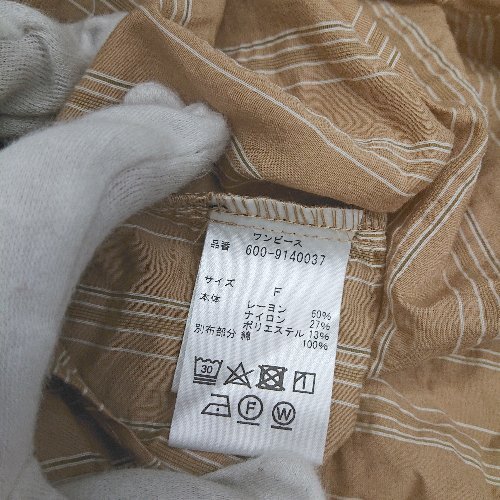 ワンピース
品番 600-9140037
サイズ F
本体 レーヨン 60%
ナイロン 27%
ポリエステル 13%
別布部分 綿 100%
30
1
F W